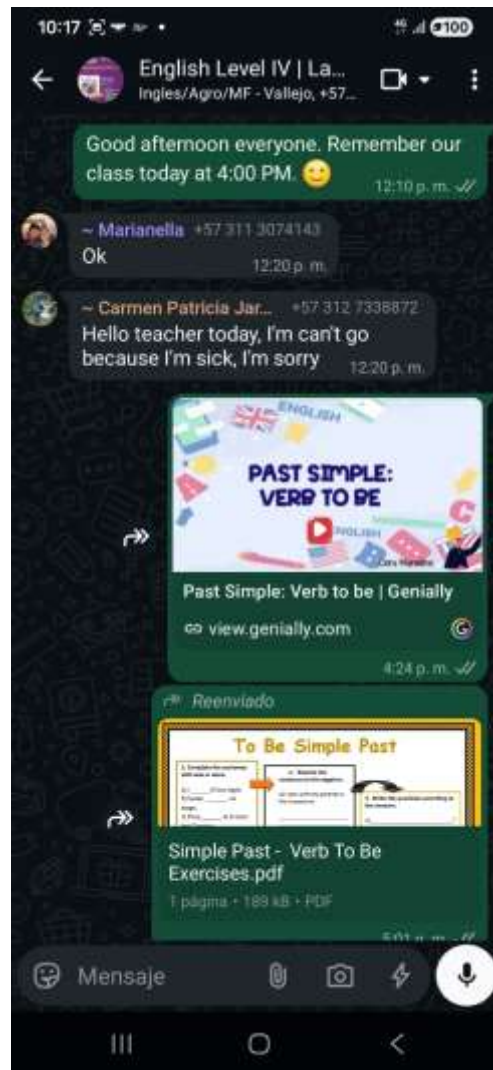 10:17
100
English Level IV | La...
Ingles/Agro/MF - Vallejo, +57...
Good afternoon everyone. Remember our
class today at 4:00 PM. 🙂
12:10 p. m.
~ Marianella +57 311 3074143
Ok
12:20 p. m.
~ Carmen Patricia Jar... +57 312 7338872
Hello teacher today, I'm can't go
because I'm sick, I'm sorry
12:20 p. m.
ENGLISH
PAST SIMPLE:
VERB TO BE
ENGLISH
Past Simple: Verb to be | Genially
view.genially.com
4:24 p. m.
Reenviado
To Be Simple Past
Simple Past - Verb To Be
Exercises.pdf
1 página • 189 kB • PDF
5:01 p. m.
Mensaje